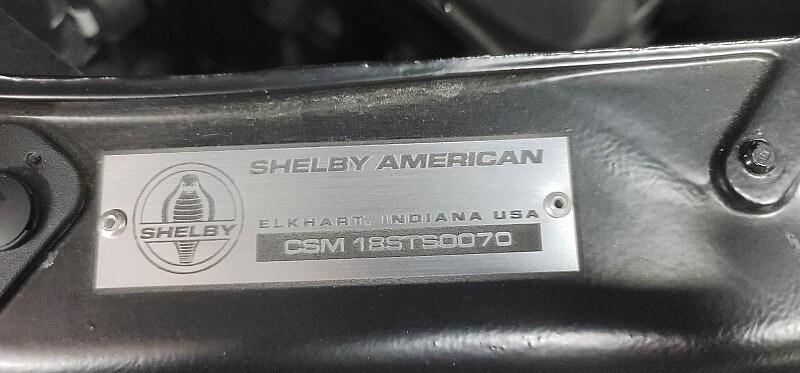 SHELBY AMERICAN
SHELBY
ELKHART, INDIANA USA
CSM 18STS0070